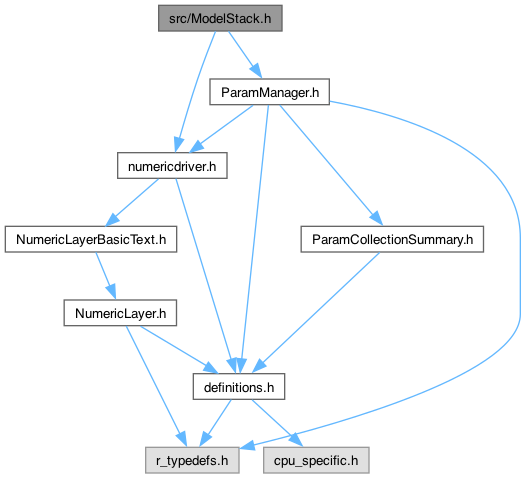 src/ModelStack.h
ParamManager.h
numericdriver.h
NumericLayerBasicText.h
ParamCollectionSummary.h
NumericLayer.h
definitions.h
r_typedefs.h
cpu_specific.h